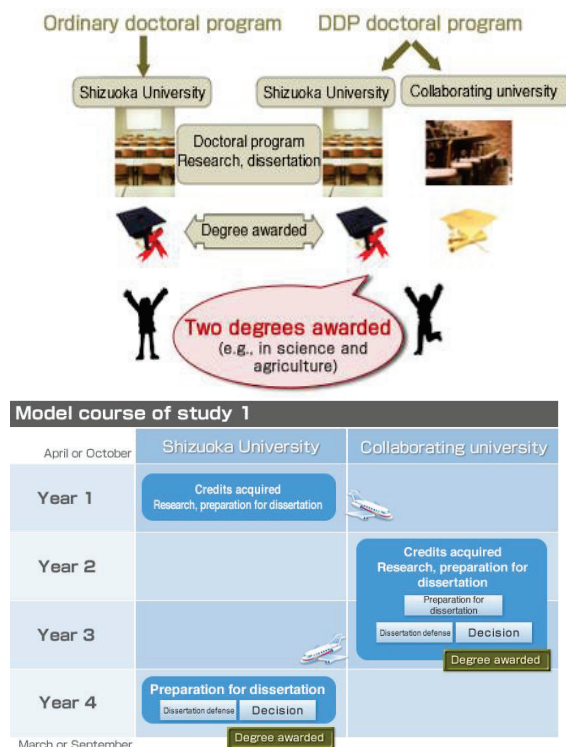 Ordinary doctoral program
DDP doctoral program
Shizuoka University
Shizuoka University
Collaborating university
Doctoral program
Research, dissertation
Degree awarded
Two degrees awarded
(e.g., in science and
agriculture)
Model course of study 1
April or October
Shizuoka University
Collaborating university
Year 1
Credits acquired
Research, preparation for dissertation
Year 2
Credits acquired
Research, preparation for
dissertation
Preparation for
dissertation
Year 3
Dissertation defense
Decision
Degree awarded
Year 4
Preparation for dissertation
Dissertation defense
Decision
Degree awarded
March or September